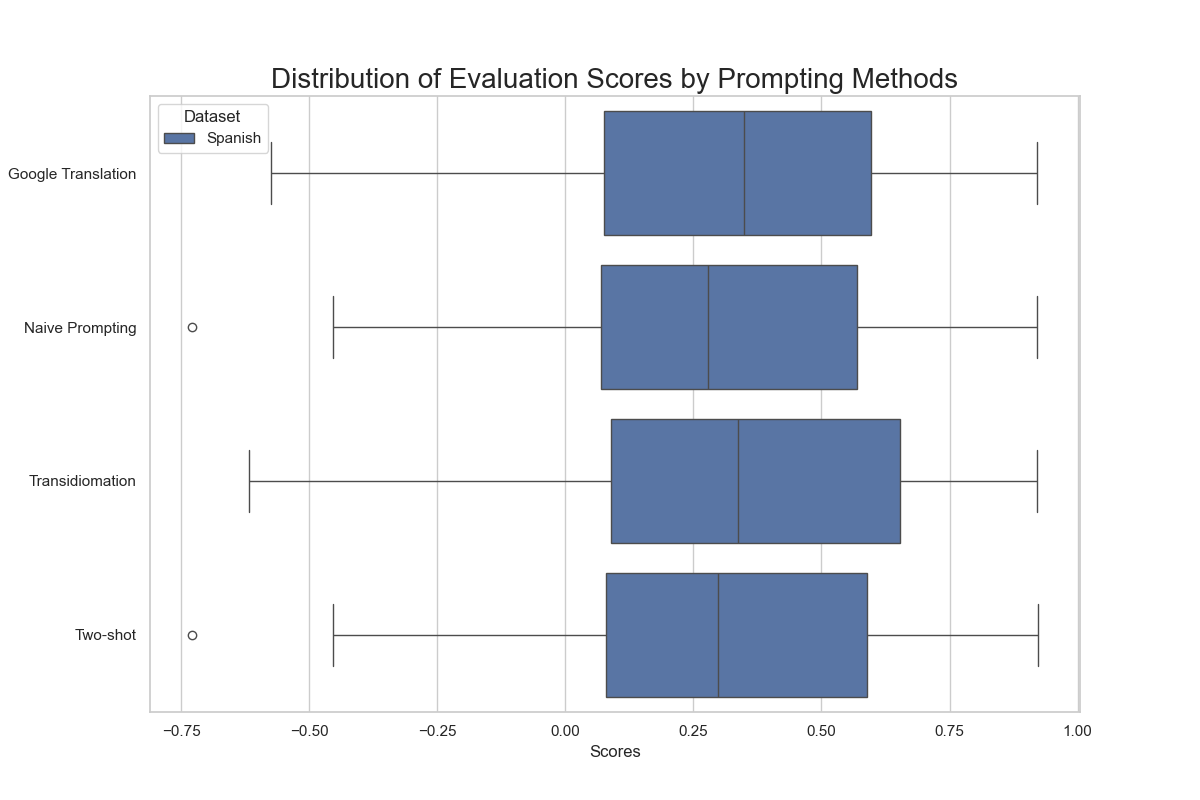 Distribution of Evaluation Scores by Prompting Methods
Dataset
Spanish
Google Translation
Naive Prompting
Transidiomation
Two-shot
−0.75 −0.50 −0.25 0.00 0.25 0.50 0.75 1.00
Scores